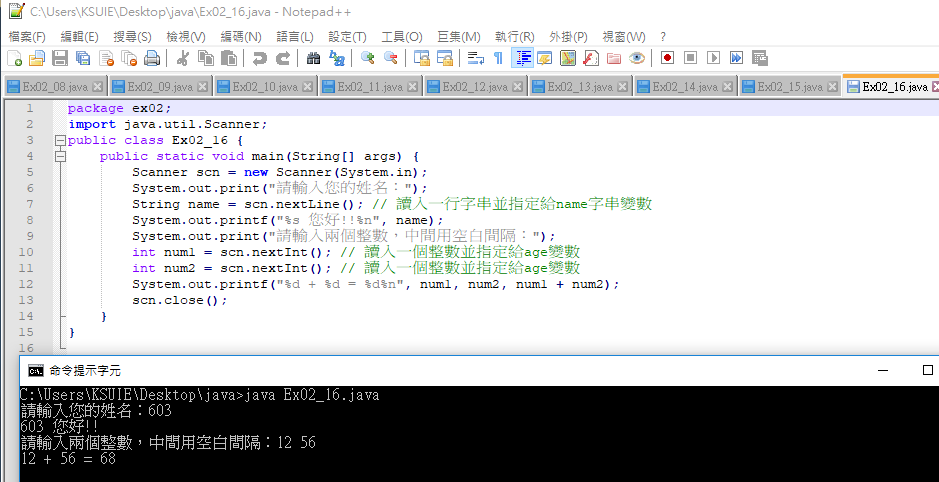 C:\Users\KSUIE\Desktop\java\Ex02_16.java - Notepad++
檔案(F) 編輯(E) 搜尋(S) 檢視(V) 編碼(N) 語言(L) 設定(T) 工具(O) 巨集(M) 執行(R) 外掛(P) 視窗(W) ?
Ex02_08.java Ex02_09.java Ex02_10.java Ex02_11.java Ex02_12.java Ex02_13.java Ex02_14.java Ex02_15.java Ex02_16.java
1 package ex02;
2 import java.util.Scanner;
3 public class Ex02_16 {
4 public static void main(String[] args) {
5 Scanner scn = new Scanner(System.in);
6 System.out.print("請輸入您的姓名：");
7 String name = scn.nextLine(); // 讀入一行字串並指定給name字串變數
8 System.out.printf("%s 您好!!%n", name);
9 System.out.print("請輸入兩個整數，中間用空白間隔：");
10 int num1 = scn.nextInt(); // 讀入一個整數並指定給age變數
11 int num2 = scn.nextInt(); // 讀入一個整數並指定給age變數
12 System.out.printf("%d + %d = %d%n", num1, num2, num1 + num2);
13 scn.close();
14 }
15 }
16
命令提示字元
C:\Users\KSUIE\Desktop\java>java Ex02_16.java
請輸入您的姓名：603
603 您好!!
請輸入兩個整數，中間用空白間隔：12 56
12 + 56 = 68